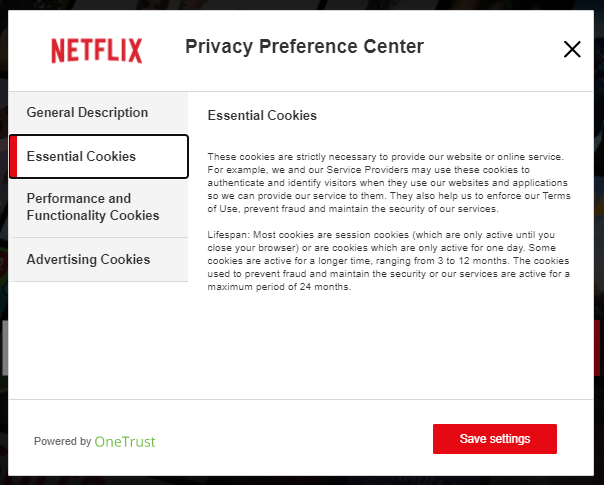 NETFLIX
Privacy Preference Center
General Description
Essential Cookies
Performance and
Functionality Cookies
Advertising Cookies
Essential Cookies
These cookies are strictly necessary to provide our website or online service.
For example, we and our Service Providers may use these cookies to
authenticate and identify visitors when they use our websites and applications
so we can provide our service to them. They also help us to enforce our Terms
of Use, prevent fraud and maintain the security of our services.
Lifespan: Most cookies are session cookies (which are only active until you
close your browser) or are cookies which are only active for one day. Some
cookies are active for a longer time, ranging from 3 to 12 months. The cookies
used to prevent fraud and maintain the security or our services are active for a
maximum period of 24 months.
Powered by OneTrust
Save settings